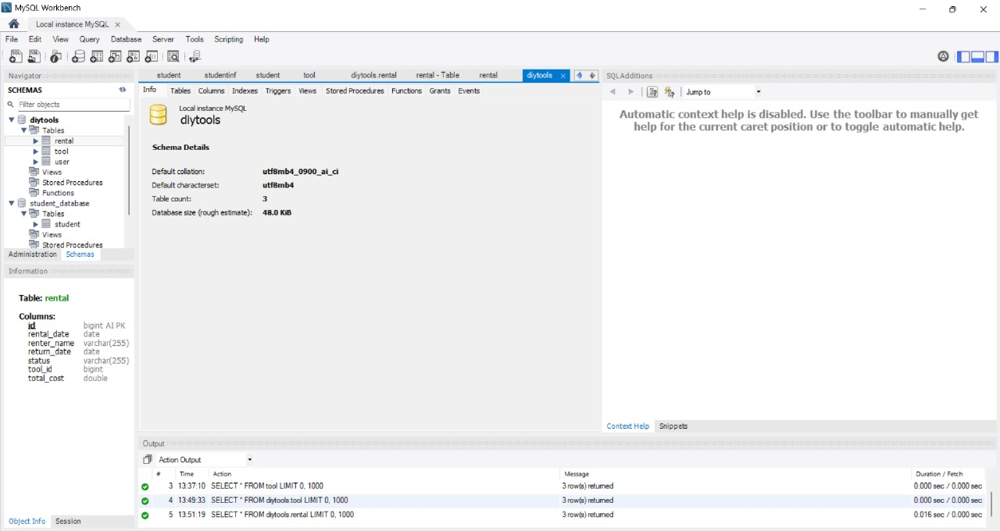 MySQL Workbench
Local instance MySQL
File Edit View Query Database Server Tools Scripting Help
Navigator
SCHEMAS
Filter objects
diytools
Tables
rental
tool
user
Views
Stored Procedures
Functions
student_database
Tables
student
Views
Stored Procedures
Administration Schemas
Information
Table: rental
Columns:
id bigint AI PK
rental_date date
renter_name varchar(255)
return_date date
status varchar(255)
tool_id bigint
total_cost double
Object Info Session
student studentinf student tool diytools.rental rental - Table rental diytools
Info Tables Columns Indexes Triggers Views Stored Procedures Functions Grants Events
Local instance MySQL
diytools
Schema Details
Default collation: utf8mb4_0900_ai_ci
Default characterset: utf8mb4
Table count: 3
Database size (rough estimate): 48.0 KiB
SQLAdditions
Jump to
Automatic context help is disabled. Use the toolbar to manually get
help for the current caret position or to toggle automatic help.
Context Help Snippets
Output
Action Output
# Time Action Message Duration / Fetch
3 13:37:10 SELECT * FROM tool LIMIT 0, 1000 3 row(s) returned 0.000 sec / 0.000 sec
4 13:49:33 SELECT * FROM diytools.tool LIMIT 0, 1000 3 row(s) returned 0.000 sec / 0.000 sec
5 13:51:19 SELECT * FROM diytools.rental LIMIT 0, 1000 3 row(s) returned 0.016 sec / 0.000 sec